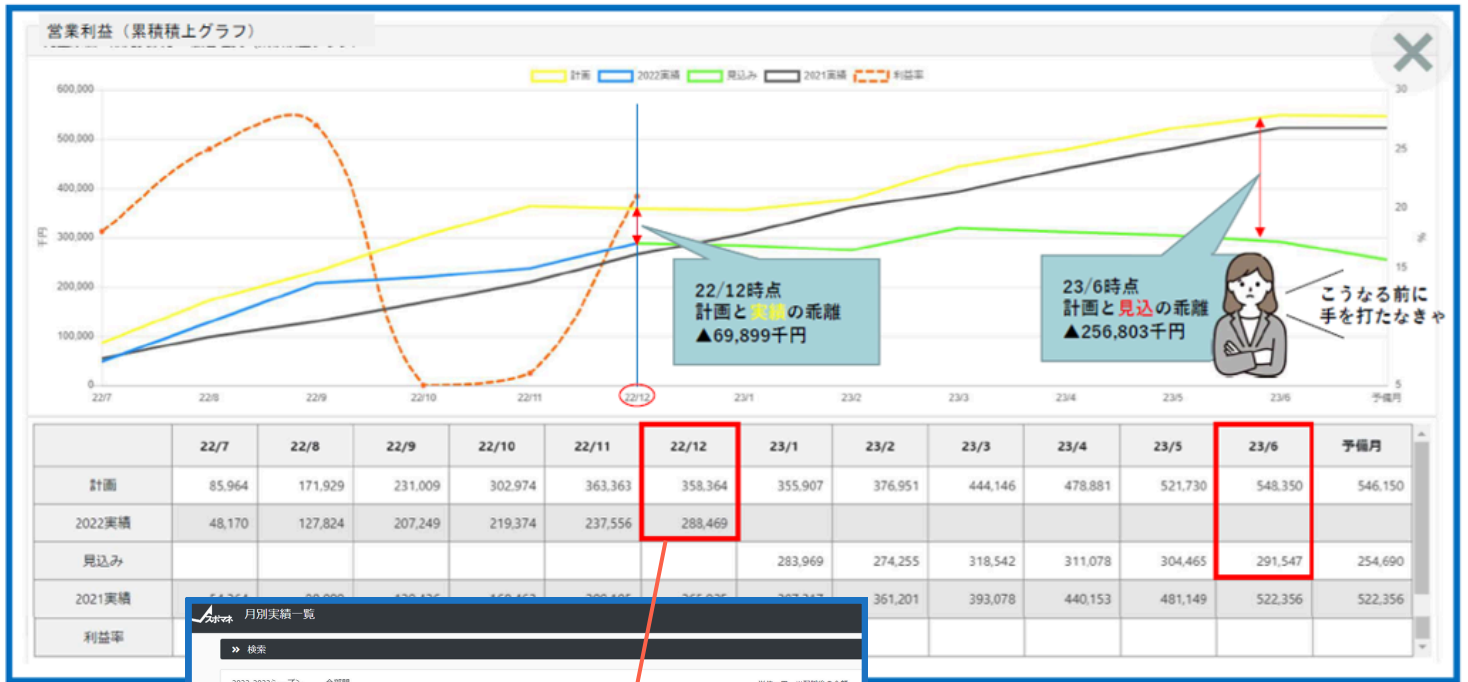 営業利益（累積積上グラフ）
計画 2022実績 見込み 2021実績 利益率
600,000 30
500,000 25
400,000 20
千円 300,000 %
200,000 15
100,000
0 5
22/12時点
計画と実績の乖離
▲69,899千円
23/6時点
計画と見込の乖離
▲256,803千円
こうなる前に
手を打たなきゃ
22/7 22/8 22/9 22/10 22/11 22/12 23/1 23/2 23/3 23/4 23/5 23/6 予備月
22/7 22/8 22/9 22/10 22/11 22/12 23/1 23/2 23/3 23/4 23/5 23/6 予備月
計画 85,964 171,929 231,009 302,974 363,363 358,364 355,907 376,951 444,146 478,881 521,730 548,350 546,150
2022実績 48,170 127,824 207,249 219,374 237,556 288,469
見込み 283,969 274,255 318,542 311,078 304,465 291,547 254,690
2021実績 361,201 393,078 440,153 481,149 522,356 522,356
利益率
スポマネ 月別実績一覧
» 検索